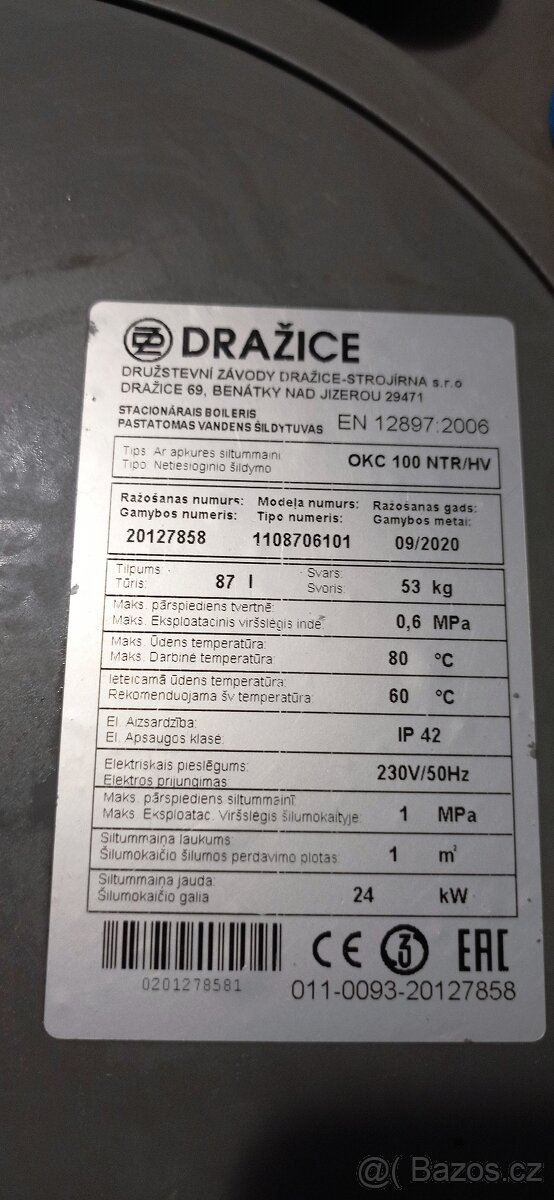 DRAŽICE
DRUŽSTEVNÍ ZÁVODY DRAŽICE-STROJÍRNA s.r.o
DRAŽICE 69, BENÁTKY NAD JIZEROU 29471
STACIONĀRAIS BOILERIS
PASTATOMAS VANDENS ŠILDYTUVAS EN 12897:2006
Tips: Ar apkures siltummaini
Tipo: Netiesioginio šildymo OKC 100 NTR/HV
Ražošanas numurs: Modeļa numurs: Ražošanas gads:
Gamybos numeris: Tipo numeris: Gamybos metai:
20127858 1108706101 09/2020
Tilpums: Svars:
Tūris: 87 l Svoris: 53 kg
Maks. pārspiediens tvertnē:
Maks. Eksploatacinis viršslėgis inde: 0,6 MPa
Maks. Ūdens temperatūra:
Maks. Darbinė temperatūra: 80 °C
Ieteicamā ūdens temperatūra:
Rekomenduojama šv temperatūra: 60 °C
El. Aizsardzība:
El. Apsaugos klasė: IP 42
Elektriskais pieslēgums:
Elektros prijungimas 230V/50Hz
Maks. pārspiediens siltummainī:
Maks. Eksploatac. Viršslėgis šilumokaityje: 1 MPa
Siltummaiņa laukums:
Šilumokaičio šilumos perdavimo plotas: 1 m²
Siltummaiņa jauda:
Šilumokaičio galia 24 kW
0201278581
CE 3 EAC
011-0093-20127858
@( Bazos.cz